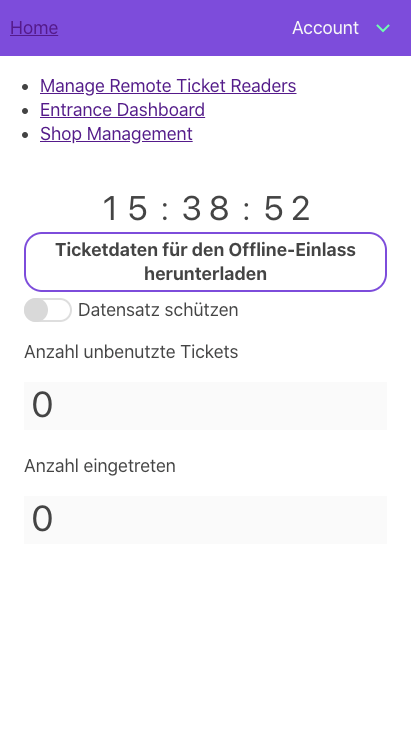 Home
Account
Manage Remote Ticket Readers
Entrance Dashboard
Shop Management
15:38:52
Ticketdaten für den Offline-Einlass
herunterladen
Datensatz schützen
Anzahl unbenutzte Tickets
0
Anzahl eingetreten
0